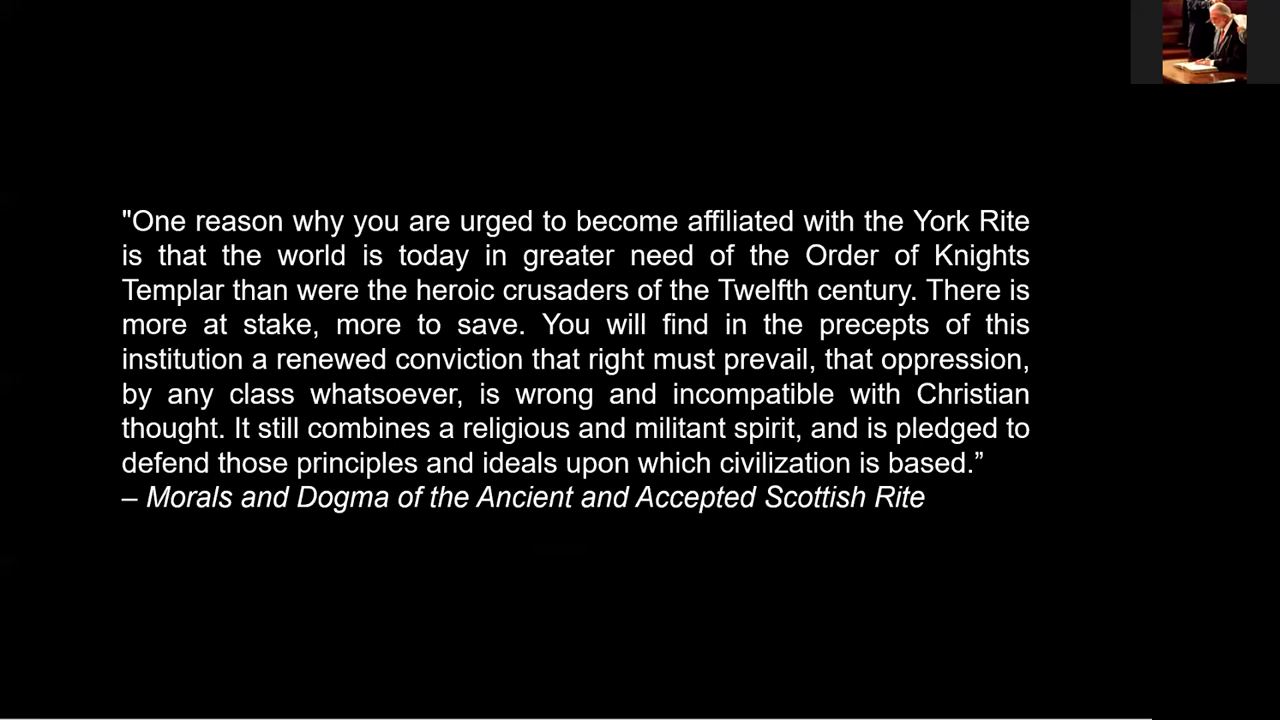 "One reason why you are urged to become affiliated with the York Rite
is that the world is today in greater need of the Order of Knights
Templar than were the heroic crusaders of the Twelfth century. There is
more at stake, more to save. You will find in the precepts of this
institution a renewed conviction that right must prevail, that oppression,
by any class whatsoever, is wrong and incompatible with Christian
thought. It still combines a religious and militant spirit, and is pledged to
defend those principles and ideals upon which civilization is based.”
– Morals and Dogma of the Ancient and Accepted Scottish Rite